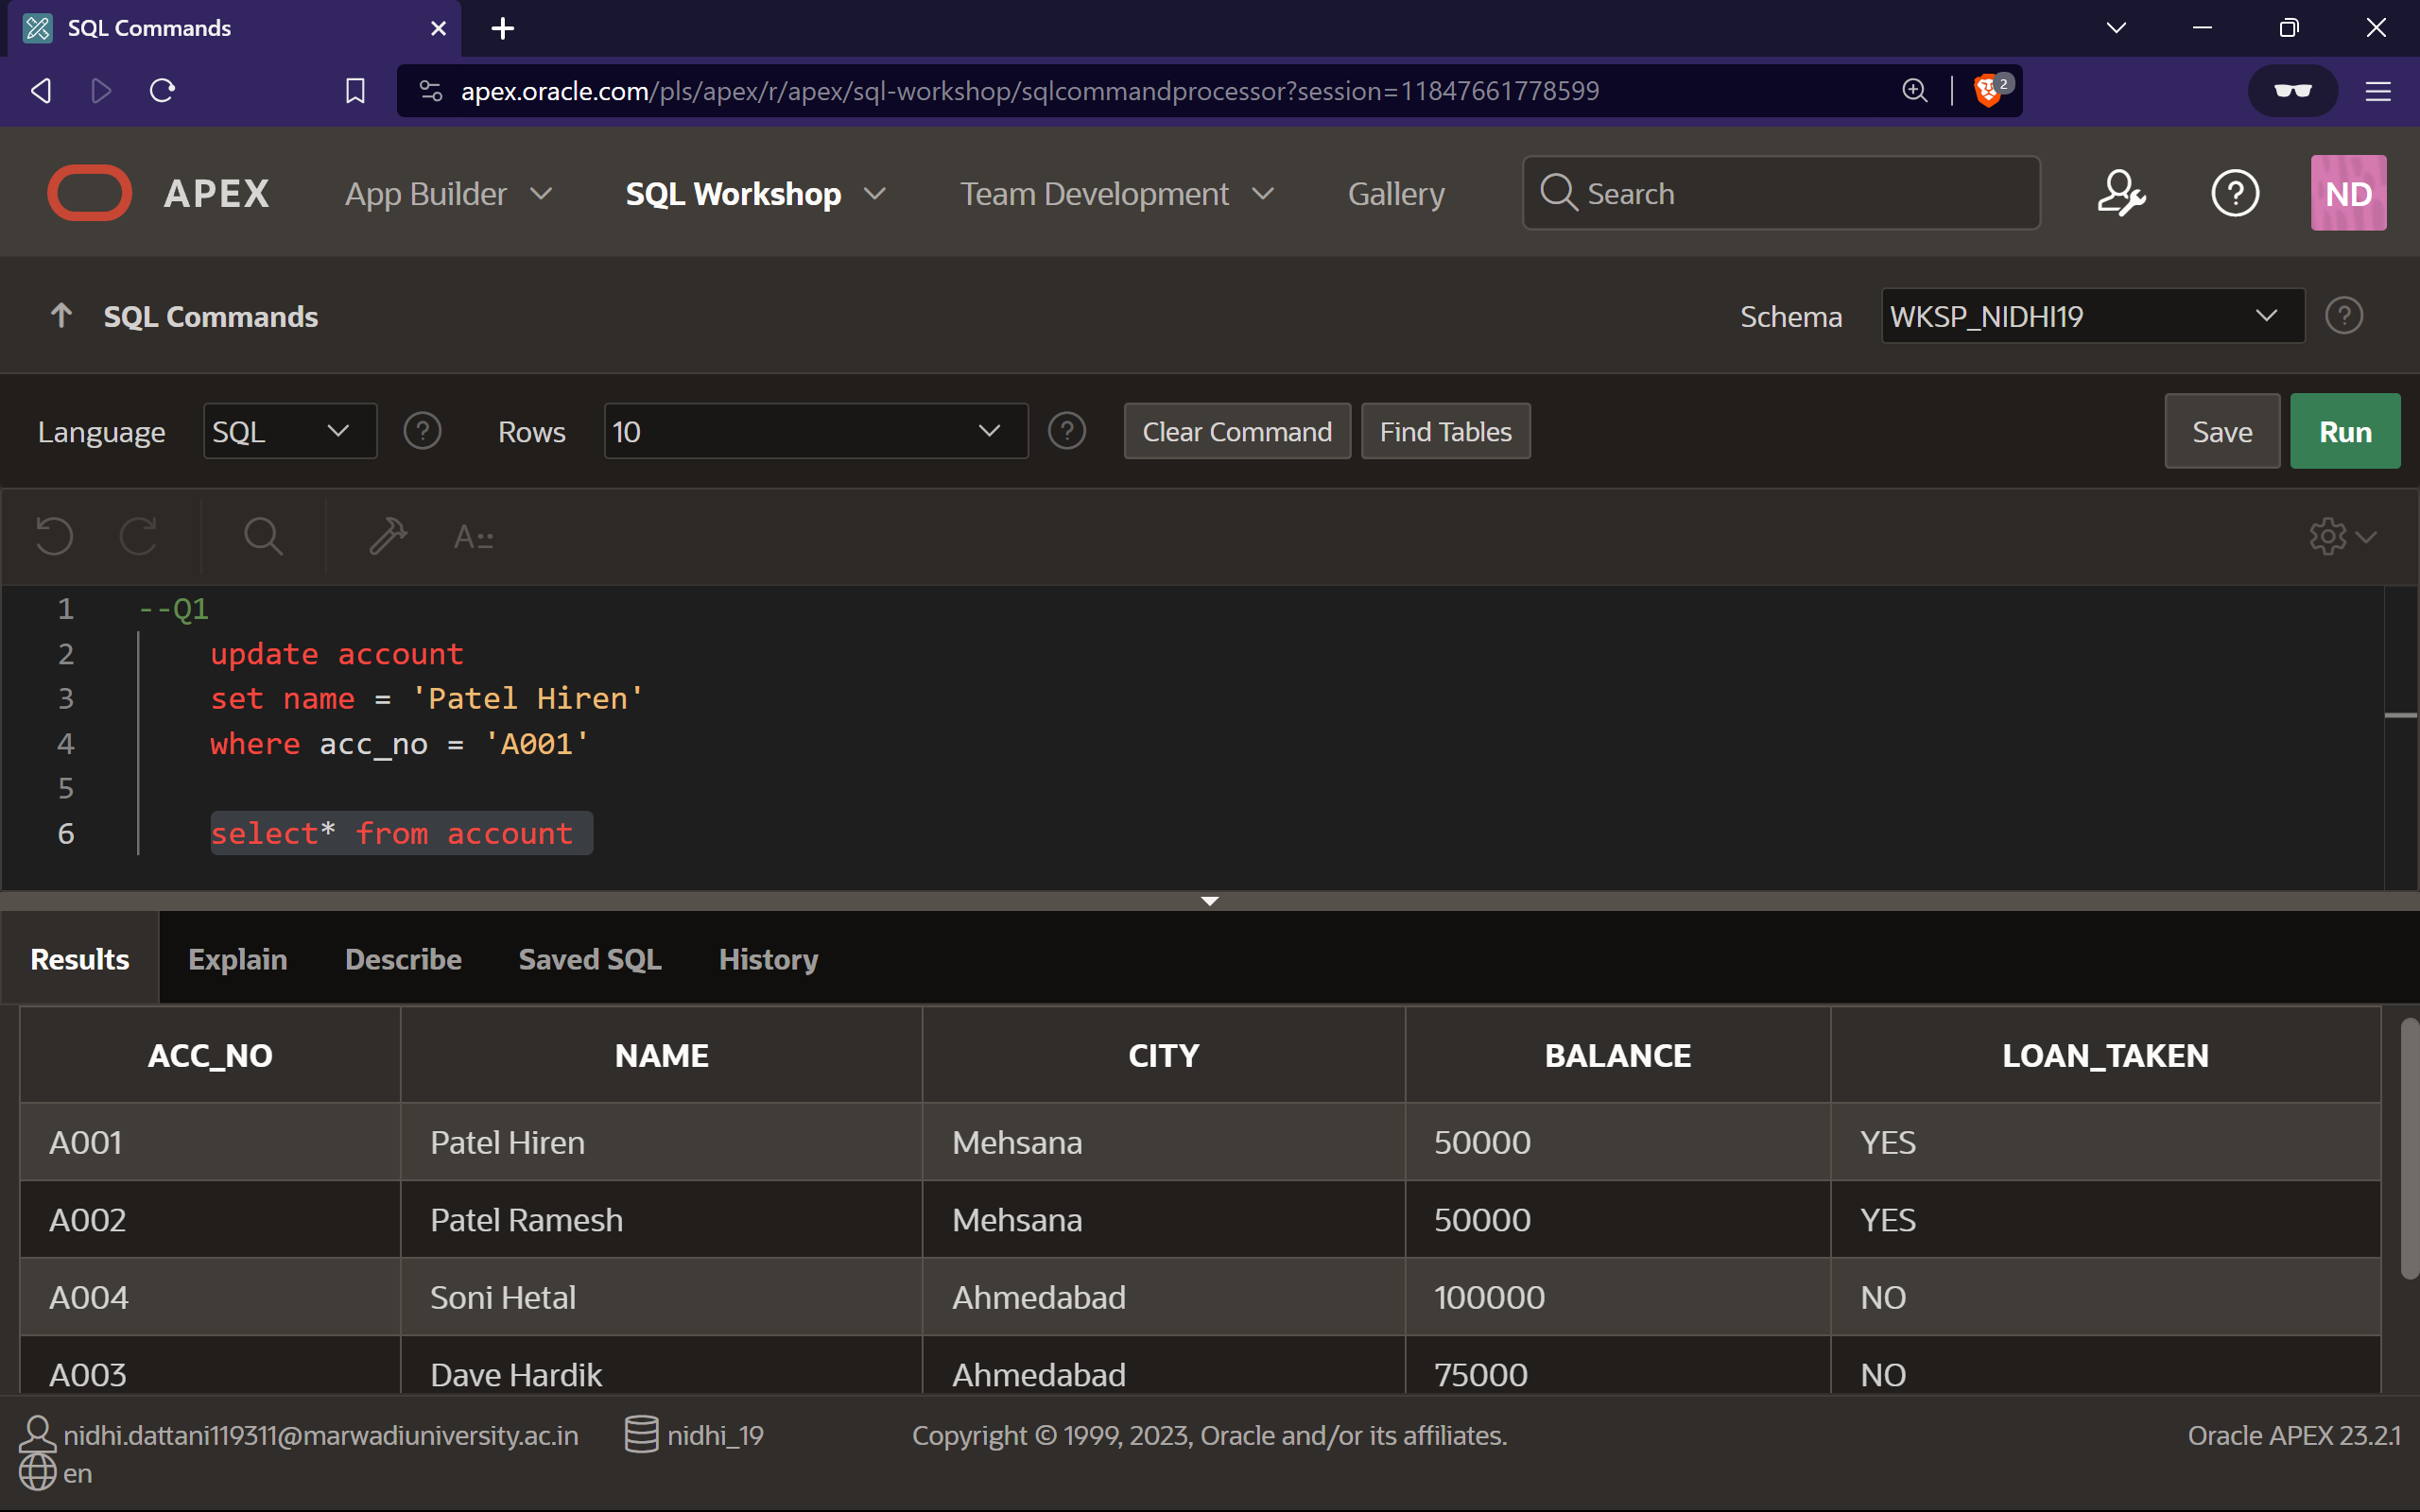 SQL Commands
apex.oracle.com/pls/apex/r/apex/sql-workshop/sqlcommandprocessor?session=11847661778599 2
APEX App Builder SQL Workshop Team Development Gallery Search ? ND
SQL Commands Schema WKSP_NIDHI19 ?
Language SQL ? Rows 10 ? Clear Command Find Tables Save Run
A
1 --Q1
2 update account
3 set name = 'Patel Hiren'
4 where acc_no = 'A001'
5
6 select* from account
Results Explain Describe Saved SQL History
ACC_NO NAME CITY BALANCE LOAN_TAKEN
A001 Patel Hiren Mehsana 50000 YES
A002 Patel Ramesh Mehsana 50000 YES
A004 Soni Hetal Ahmedabad 100000 NO
A003 Dave Hardik Ahmedabad 75000 NO
nidhi.dattani119311@marwadiuniversity.ac.in nidhi_19 Copyright © 1999, 2023, Oracle and/or its affiliates. Oracle APEX 23.2.1
en